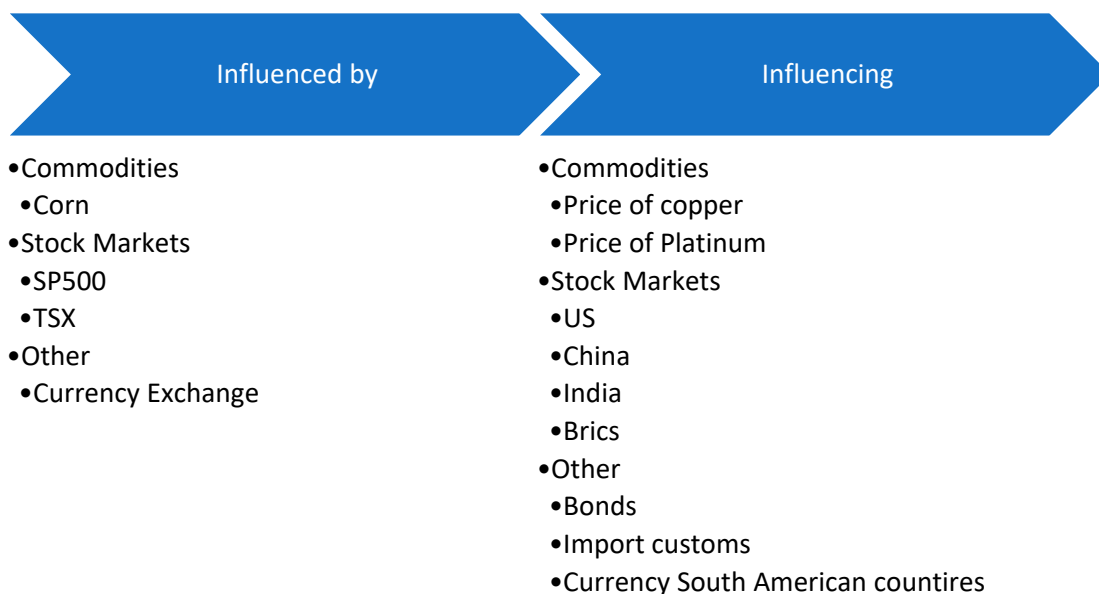 Influenced by
•Commodities
•Corn
•Stock Markets
•SP500
•TSX
•Other
•Currency Exchange
Influencing
•Commodities
•Price of copper
•Price of Platinum
•Stock Markets
•US
•China
•India
•Brics
•Other
•Bonds
•Import customs
•Currency South American countires